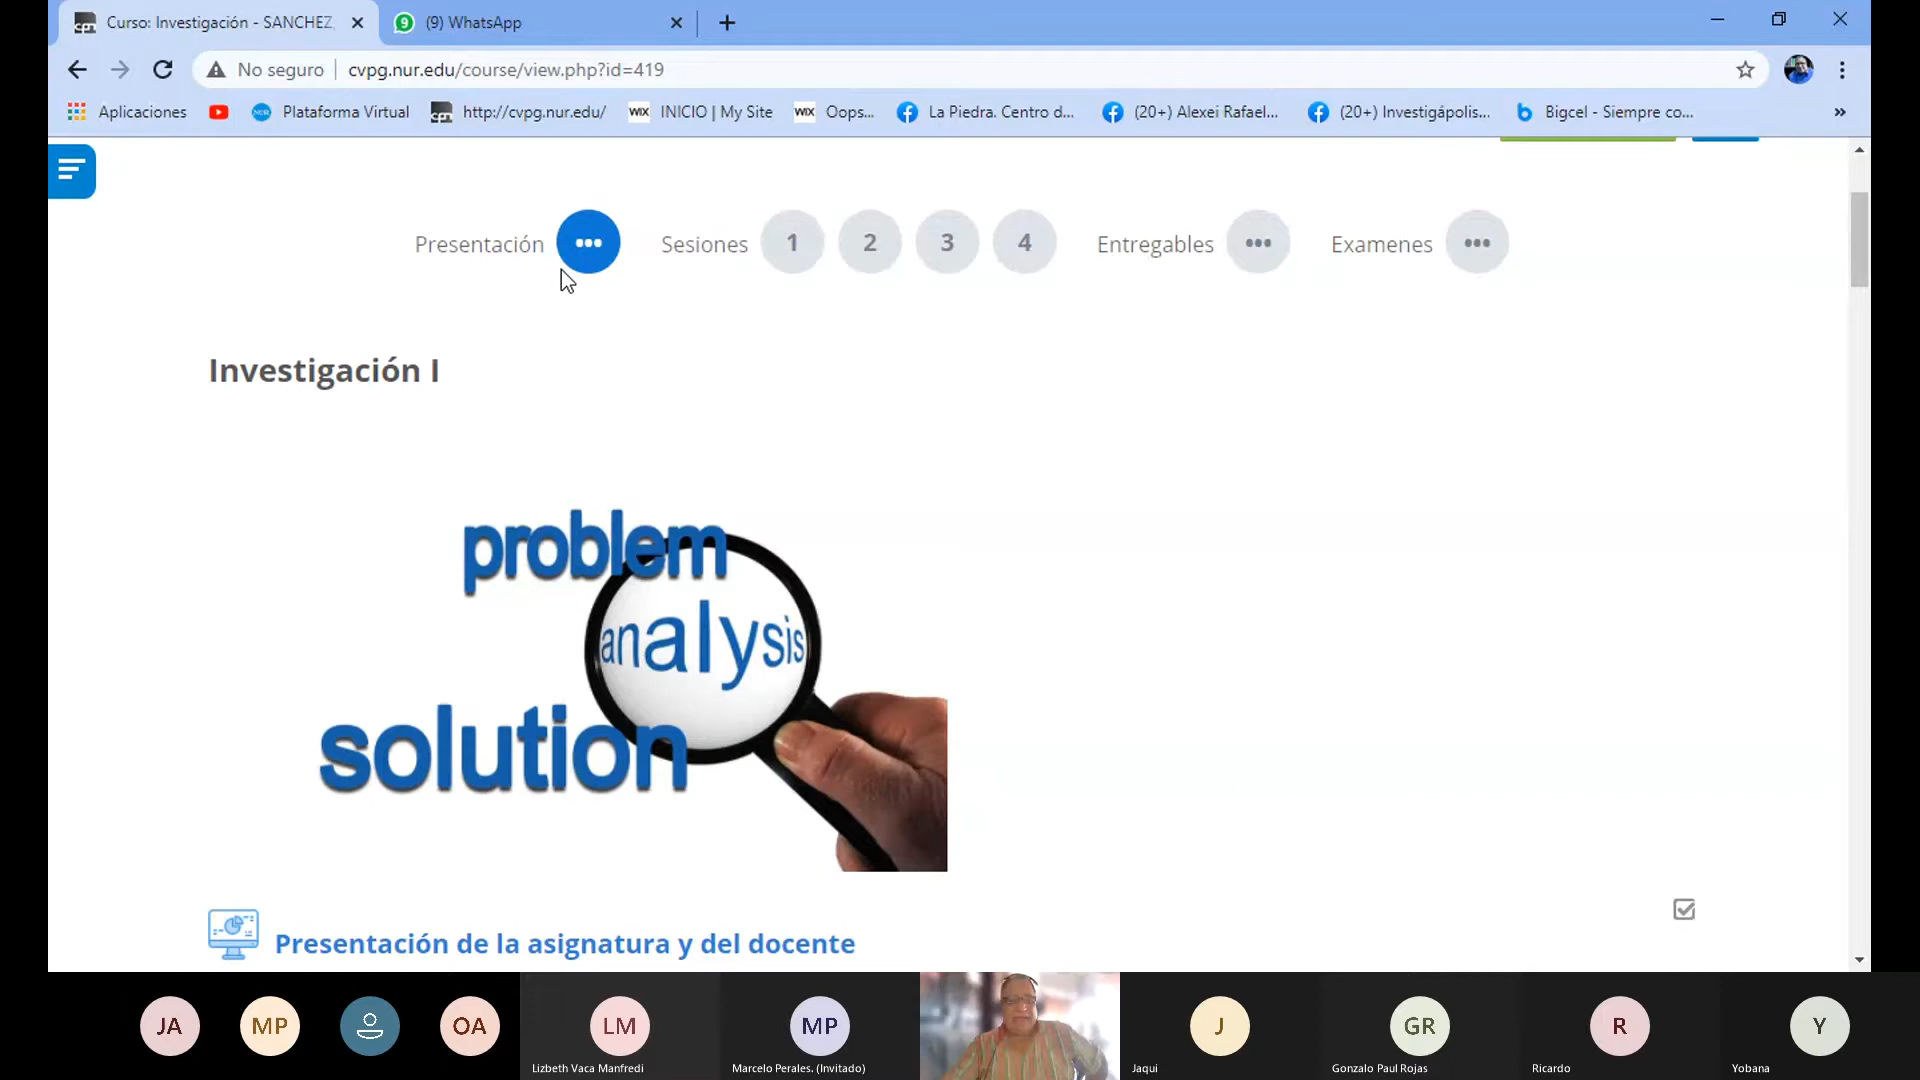 Curso: Investigación - SANCHEZ,
(9) WhatsApp
No seguro
cvpg.nur.edu/course/view.php?id=419
Aplicaciones
Plataforma Virtual
http://cvpg.nur.edu/
WIX INICIO | My Site
WIX Oops...
La Piedra. Centro d...
(20+) Alexei Rafael...
(20+) Investigápolis...
Bigcel - Siempre co...
Presentación
Sesiones 1 2 3 4
Entregables
Examenes
Investigación I
problem
analysis
solution
Presentación de la asignatura y del docente
JA
MP
OA
LM
Lizbeth Vaca Manfredi
MP
Marcelo Perales. (Invitado)
J
Jaqui
GR
Gonzalo Paul Rojas
R
Ricardo
Y
Yobana